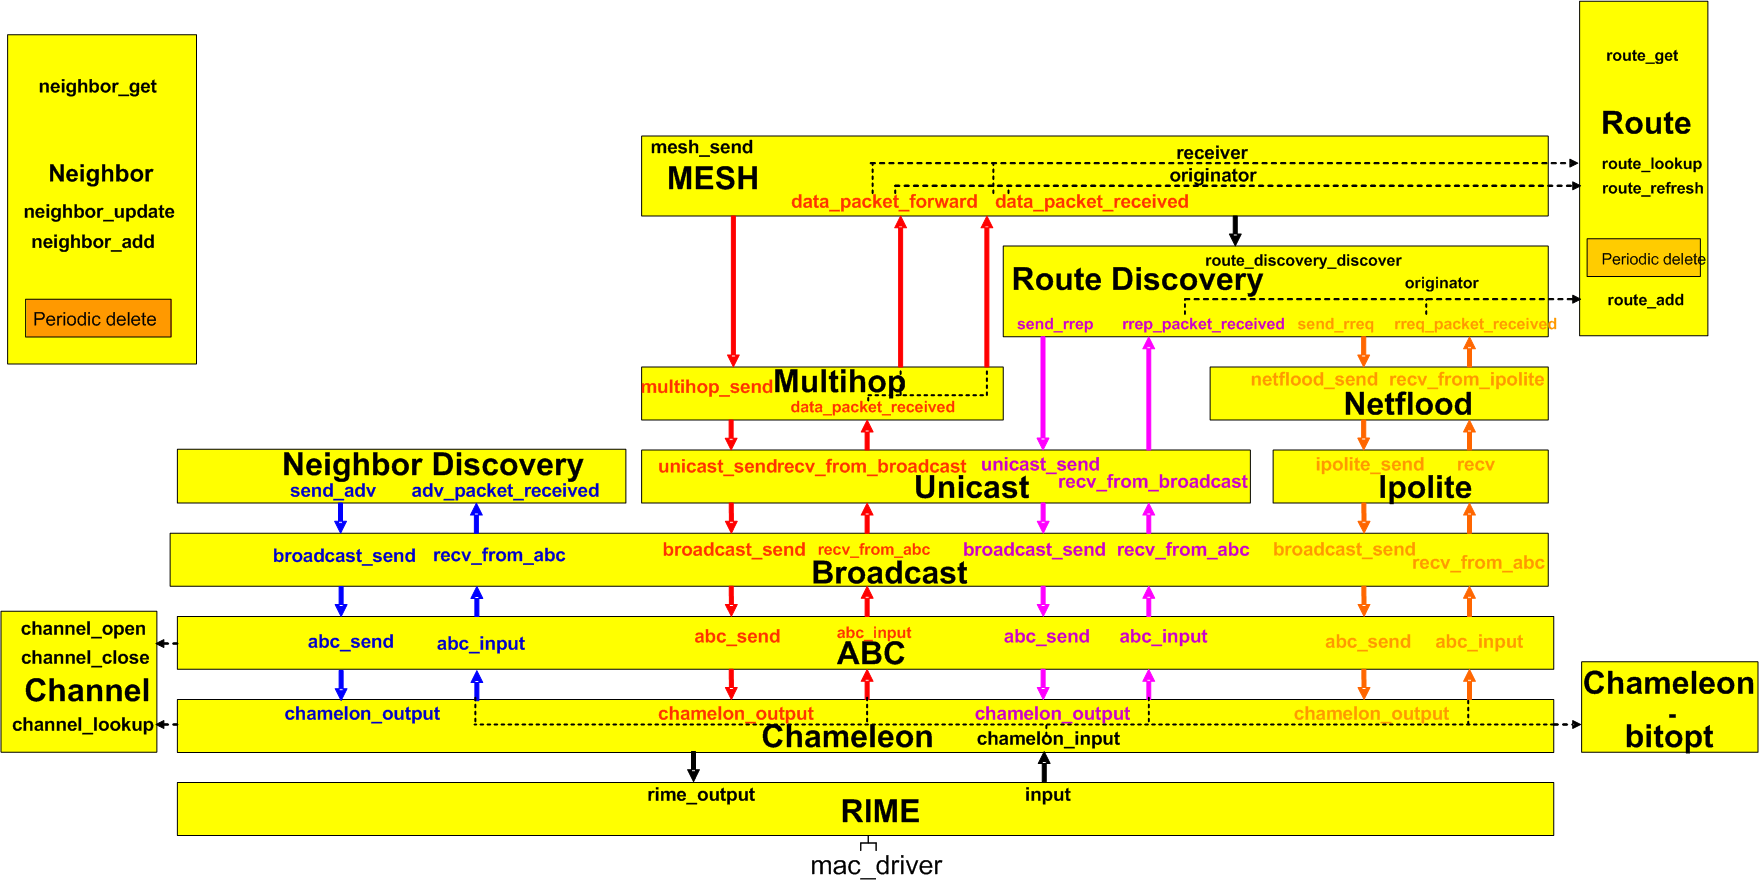 neighbor_get
Neighbor
neighbor_update
neighbor_add
Periodic delete
route_get
Route
route_lookup
route_refresh
Periodic delete
route_add
mesh_send
MESH
receiver
originator
data_packet_forward data_packet_received
route_discovery_discover
Route Discovery
originator
send_rrep rrep_packet_received send_rreq rreq_packet_received
multihop_send Multihop
data_packet_received
netflood_send recv_from_ipolite
Netflood
Neighbor Discovery
send_adv adv_packet_received
unicast_send recv_from_broadcast unicast_send
Unicast recv_from_broadcast
ipolite_send recv
Ipolite
broadcast_send recv_from_abc broadcast_send recv_from_abc broadcast_send recv_from_abc broadcast_send
recv_from_abc
Broadcast
channel_open
channel_close
Channel
channel_lookup
abc_send abc_input abc_send abc_input abc_send abc_input abc_send abc_input
ABC
chamelon_output chamelon_output chamelon_output chamelon_output
Chameleon chamelon_input
Chameleon
-
bitopt
rime_output input
RIME
mac_driver